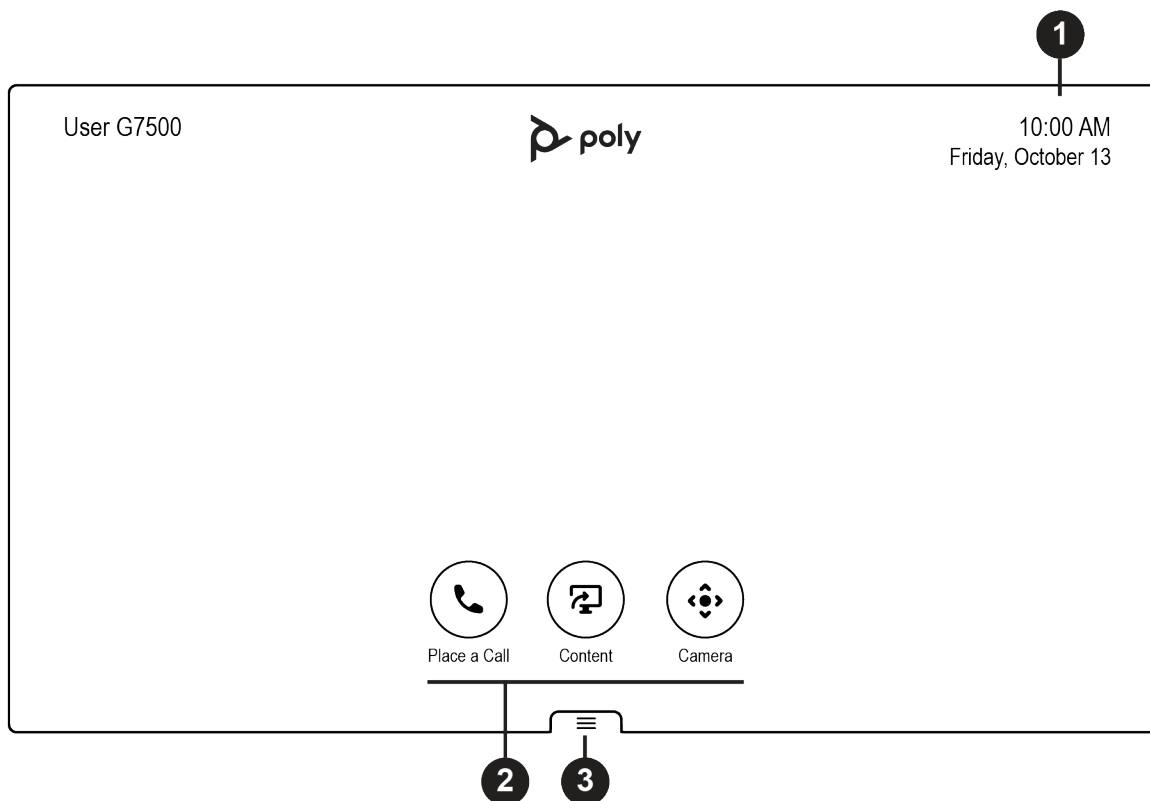 1
User G7500
poly
10:00 AM
Friday, October 13
Place a Call
Content
Camera
2
3